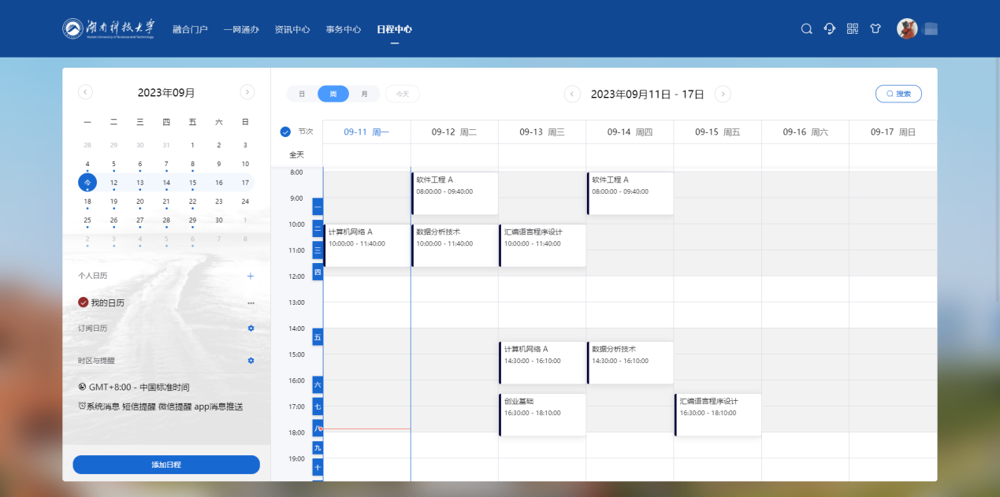 湖南科技大学 融合门户 一网通办 资讯中心 事务中心 日程中心
Hunan University of Science and Technology
2023年09月
一 二 三 四 五 六 日
28 29 30 31 1 2 3
4 5 6 7 8 9 10
今 12 13 14 15 16 17
18 19 20 21 22 23 24
25 26 27 28 29 30 1
2 3 4 5 6 7 8
个人日历
我的日历
订阅日历
时区与提醒
GMT+8:00 - 中国标准时间
系统消息 短信提醒 微信提醒 app消息推送
添加日程
日 周 月 今天
2023年09月11日 - 17日
搜索
节次 09-11 周一 09-12 周二 09-13 周三 09-14 周四 09-15 周五 09-16 周六 09-17 周日
全天
8:00
软件工程 A
08:00:00 - 09:40:00
软件工程 A
08:00:00 - 09:40:00
9:00
一
10:00
二
计算机网络 A
10:00:00 - 11:40:00
数据分析技术
10:00:00 - 11:40:00
汇编语言程序设计
10:00:00 - 11:40:00
11:00
三
四
12:00
13:00
14:00
五
计算机网络 A
14:30:00 - 16:10:00
数据分析技术
14:30:00 - 16:10:00
15:00
16:00
六
创业基础
16:30:00 - 18:10:00
汇编语言程序设计
16:30:00 - 18:10:00
17:00
七
八
18:00
九
19:00
十